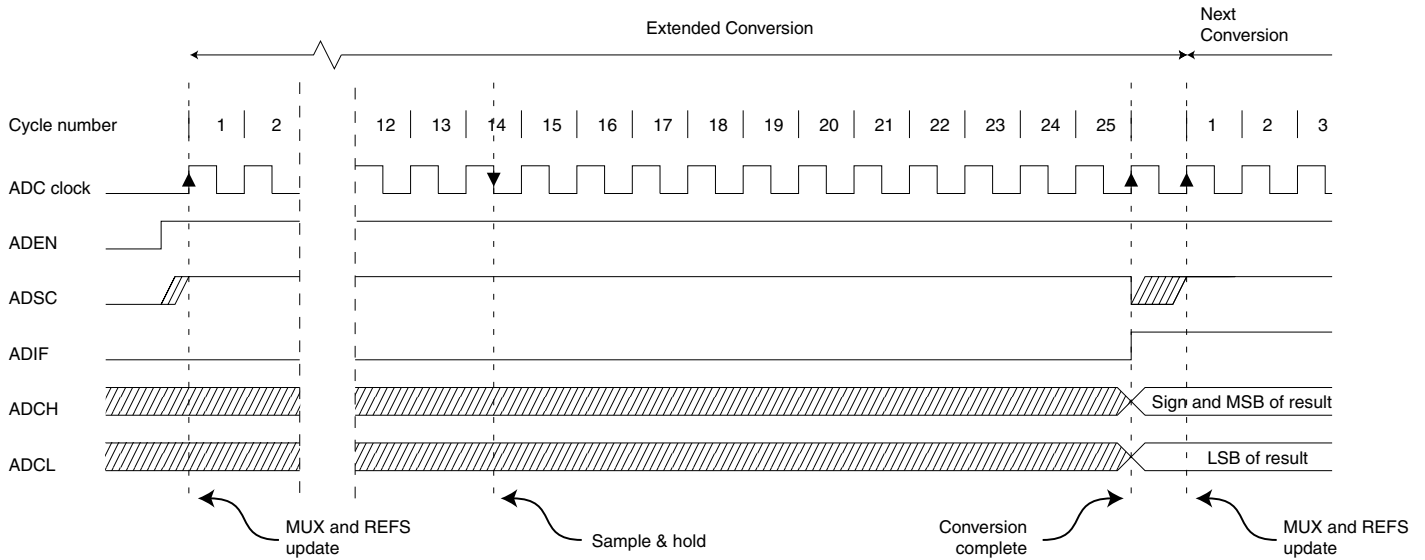 Extended Conversion
Next
Conversion
Cycle number 1 2 12 13 14 15 16 17 18 19 20 21 22 23 24 25 1 2 3
ADC clock
ADEN
ADSC
ADIF
ADCH Sign and MSB of result
ADCL LSB of result
MUX and REFS
update
Sample & hold
Conversion
complete
MUX and REFS
update